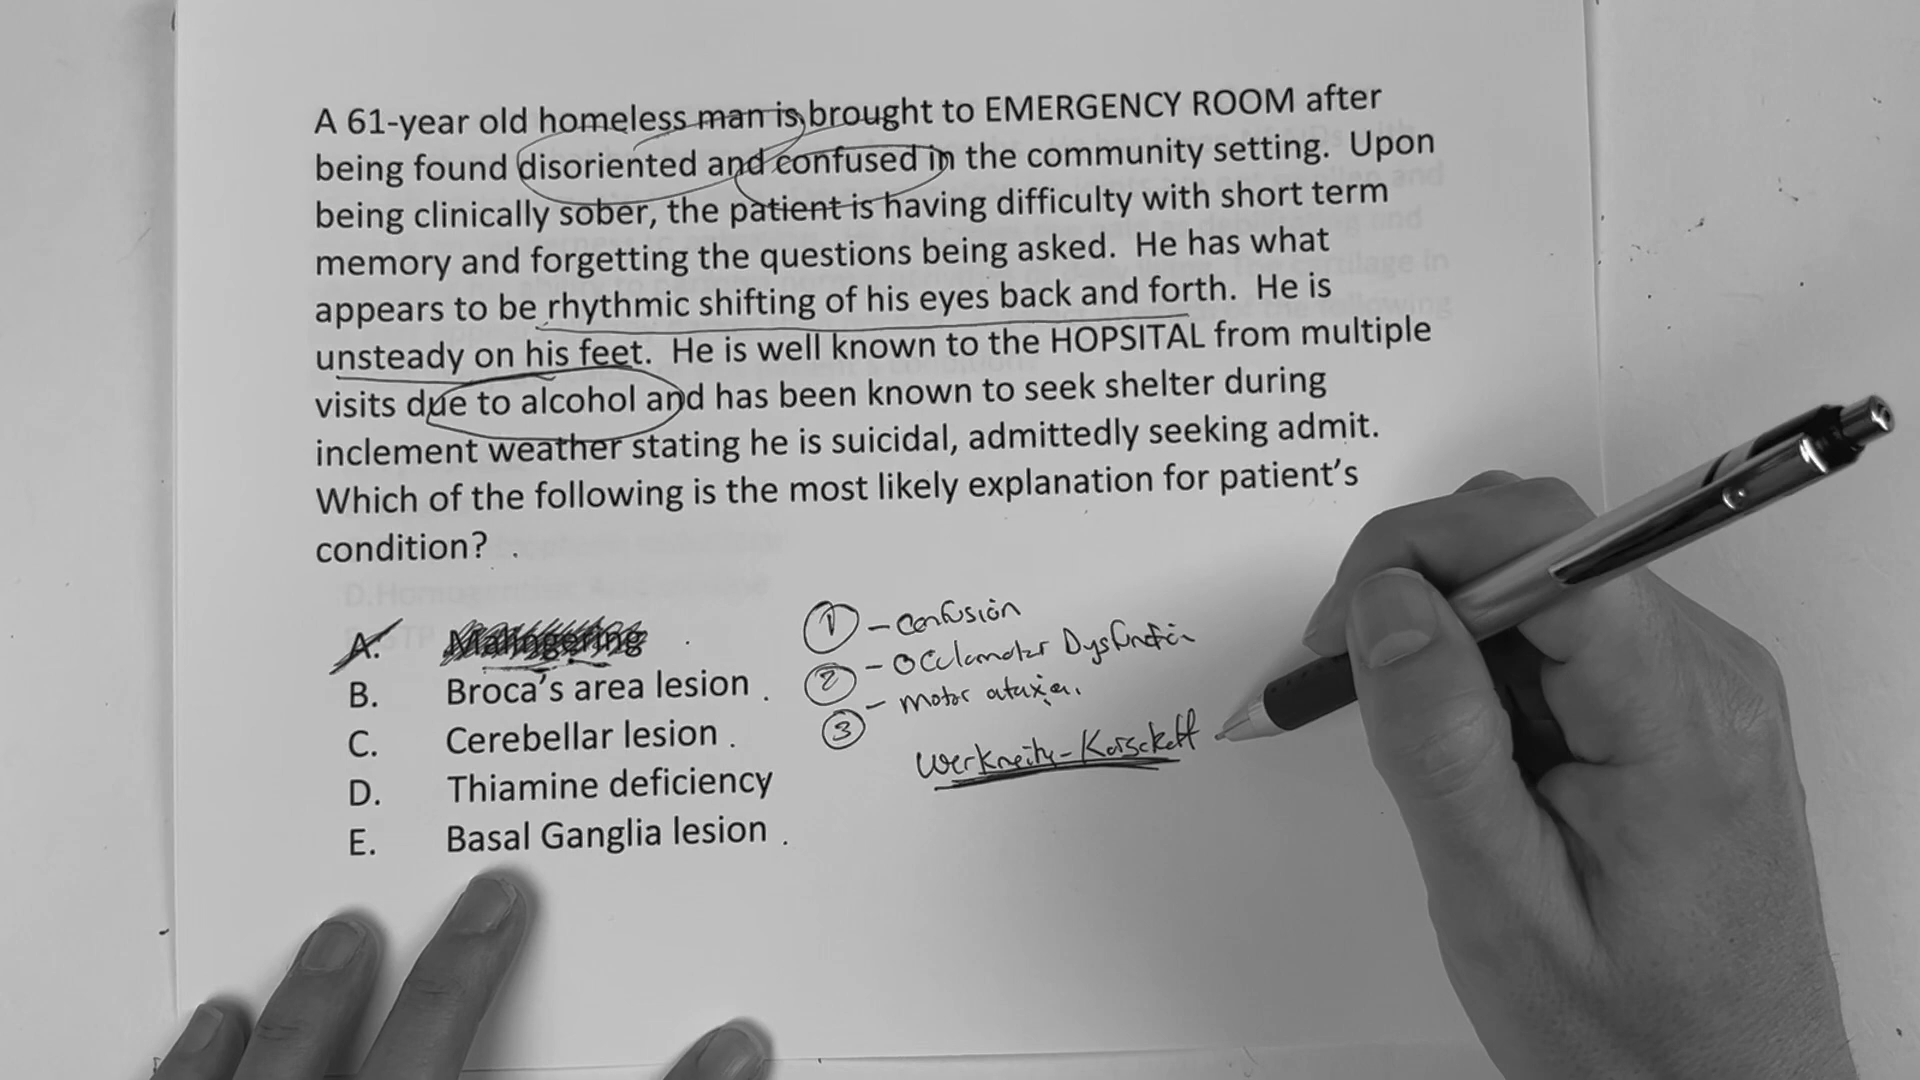 A 61-year old homeless man is brought to EMERGENCY ROOM after
being found disoriented and confused in the community setting. Upon
being clinically sober, the patient is having difficulty with short term
memory and forgetting the questions being asked. He has what
appears to be rhythmic shifting of his eyes back and forth. He is
unsteady on his feet. He is well known to the HOPSITAL from multiple
visits due to alcohol and has been known to seek shelter during
inclement weather stating he is suicidal, admittedly seeking admit.
Which of the following is the most likely explanation for patient's
condition? .
A. Malingering .
B. Broca's area lesion .
C. Cerebellar lesion .
D. Thiamine deficiency
E. Basal Ganglia lesion .
1 - Confusion
2 - Occulomotor Dysfunction
3 - motor ataxia.
Werkneity-Korsckoff
D.Homogentisic Acid